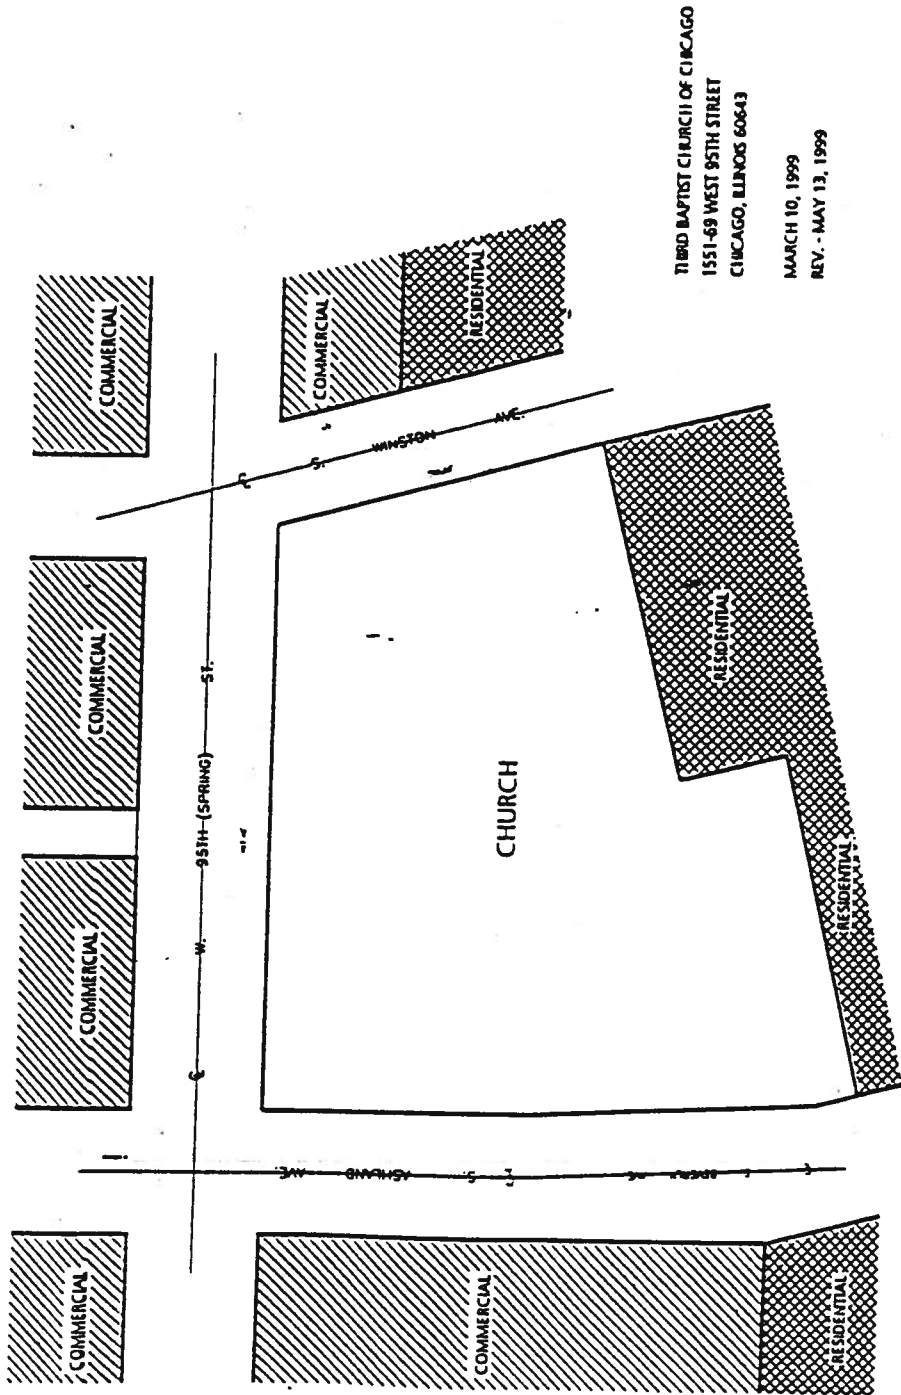 COMMERCIAL
COMMERCIAL
COMMERCIAL
COMMERCIAL
W. 95TH (SPRING) ST.
COMMERCIAL
S. WINSTON AVE.
S. ASHLAND AVE.
RESIDENTIAL
COMMERCIAL
CHURCH
RESIDENTIAL
RESIDENTIAL
RESIDENTIAL
THIRD BAPTIST CHURCH OF CHICAGO
1551-69 WEST 95TH STREET
CHICAGO, ILLINOIS 60643
MARCH 10, 1999
REV. - MAY 13, 1999